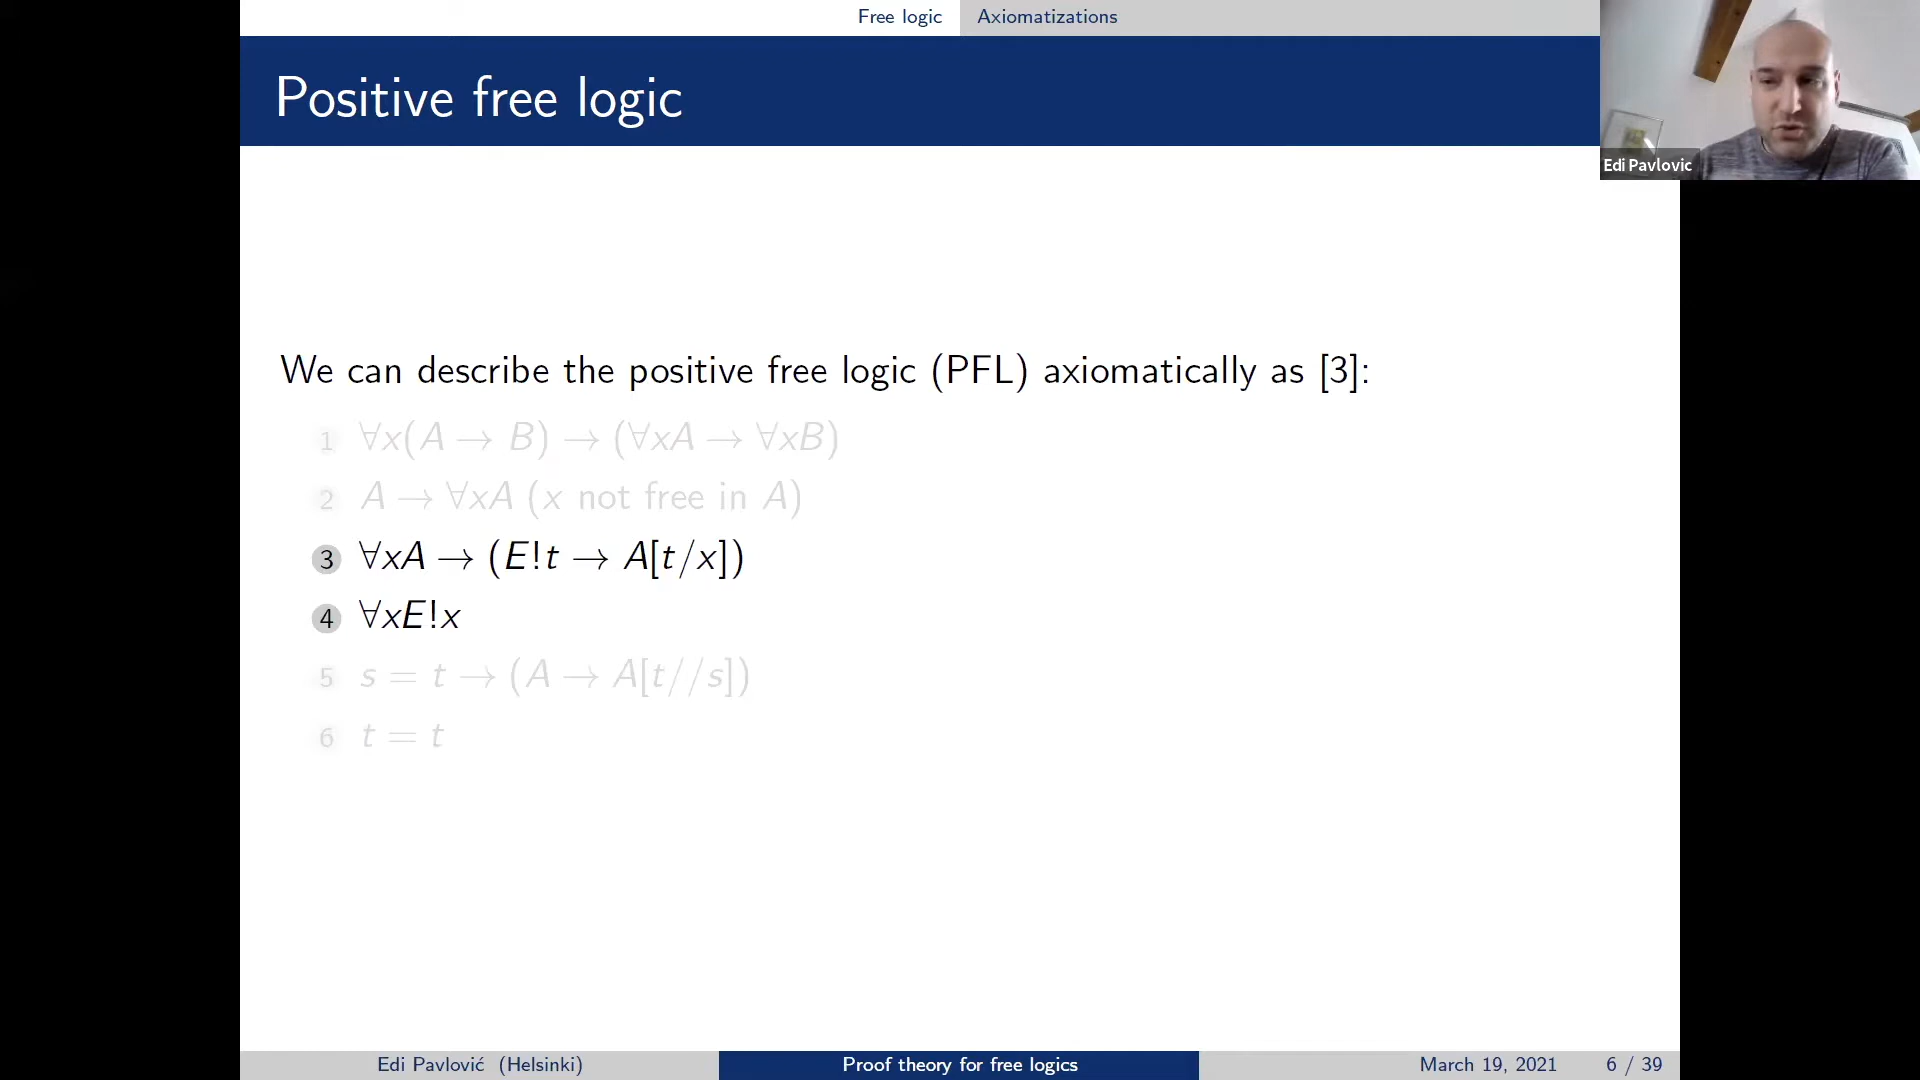 Free logic Axiomatizations
Positive free logic
Edi Pavlovic
We can describe the positive free logic (PFL) axiomatically as [3]:
1 ∀x(A → B) → (∀xA → ∀xB)
2 A → ∀xA (x not free in A)
3 ∀xA → (E!t → A[t/x])
4 ∀xE!x
5 s = t → (A → A[t//s])
6 t = t
Edi Pavlović (Helsinki) Proof theory for free logics March 19, 2021 6 / 39